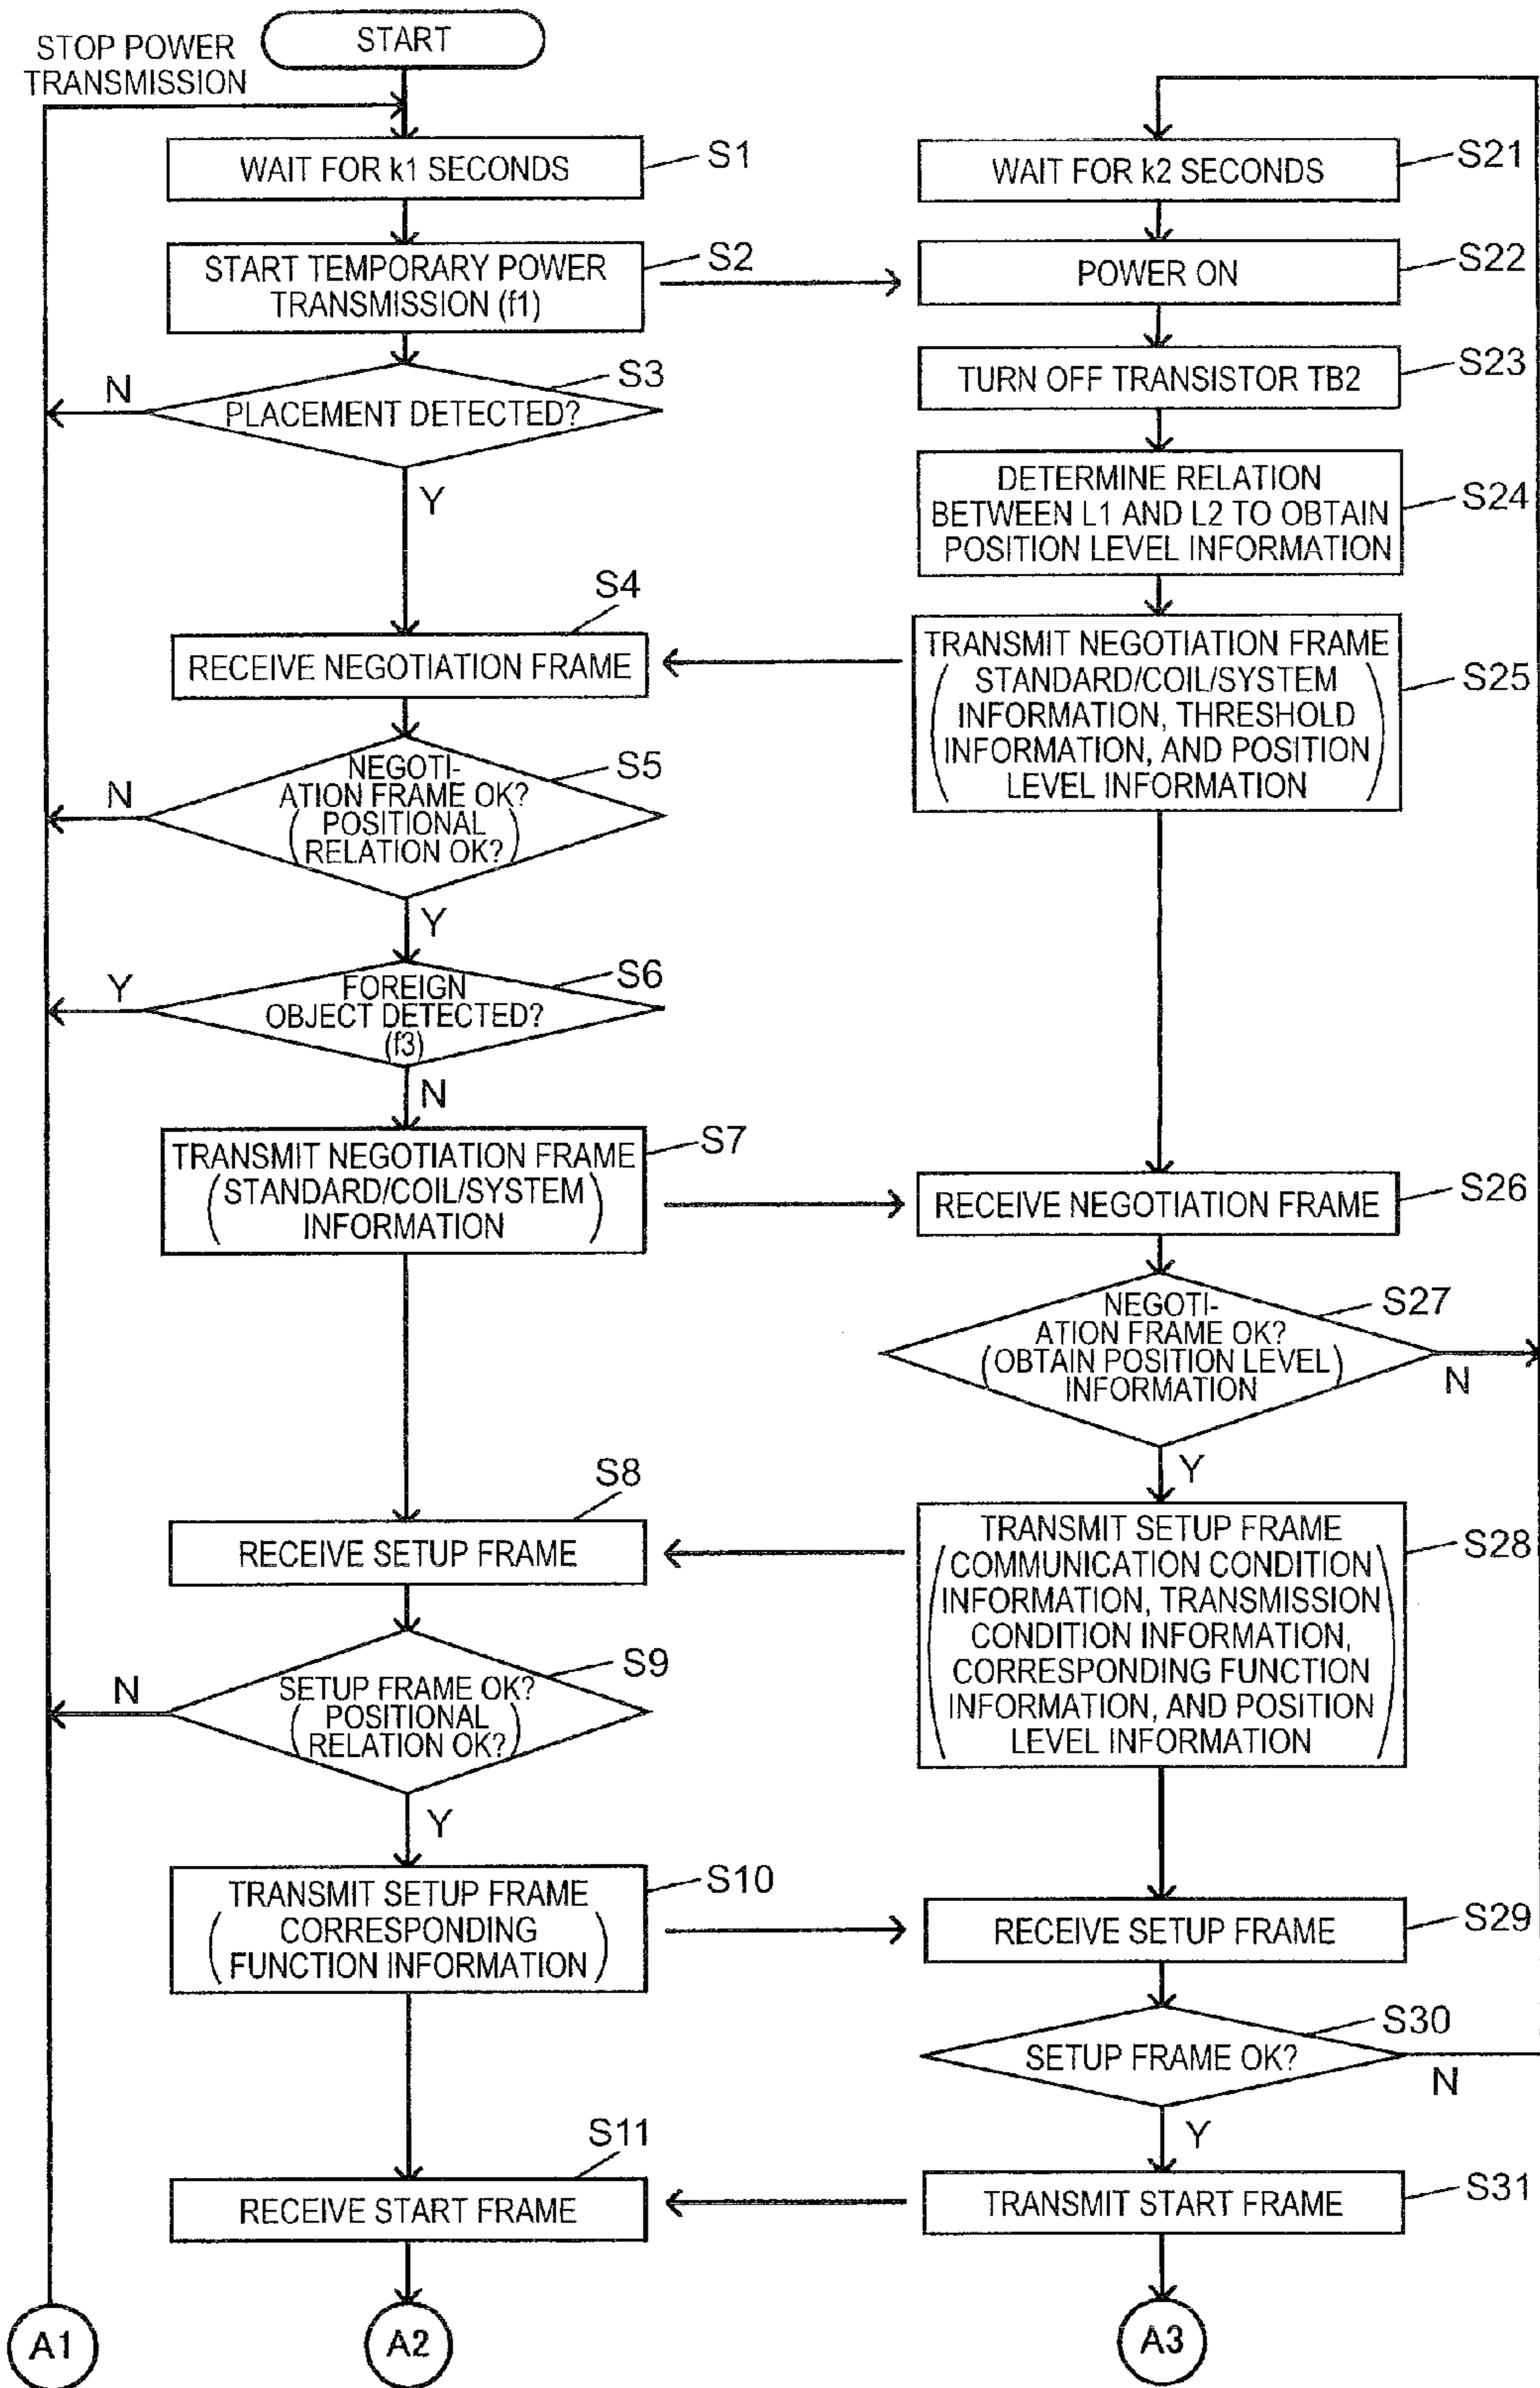 START
STOP POWER
TRANSMISSION
WAIT FOR k1 SECONDS
S1
START TEMPORARY POWER
TRANSMISSION (f1)
S2
PLACEMENT DETECTED?
S3
N
Y
RECEIVE NEGOTIATION FRAME
S4
NEGOTI-
ATION FRAME OK?
(POSITIONAL
RELATION OK?)
S5
N
Y
FOREIGN
OBJECT DETECTED?
(f3)
S6
Y
N
TRANSMIT NEGOTIATION FRAME
(STANDARD/COIL/SYSTEM
INFORMATION)
S7
RECEIVE SETUP FRAME
S8
SETUP FRAME OK?
(POSITIONAL
RELATION OK?)
S9
N
Y
TRANSMIT SETUP FRAME
(CORRESPONDING
FUNCTION INFORMATION)
S10
RECEIVE START FRAME
S11
A1
A2
WAIT FOR k2 SECONDS
S21
POWER ON
S22
TURN OFF TRANSISTOR TB2
S23
DETERMINE RELATION
BETWEEN L1 AND L2 TO OBTAIN
POSITION LEVEL INFORMATION
S24
TRANSMIT NEGOTIATION FRAME
(STANDARD/COIL/SYSTEM
INFORMATION, THRESHOLD
INFORMATION, AND POSITION
LEVEL INFORMATION)
S25
RECEIVE NEGOTIATION FRAME
S26
NEGOTI-
ATION FRAME OK?
(OBTAIN POSITION LEVEL)
INFORMATION
S27
N
Y
TRANSMIT SETUP FRAME
(COMMUNICATION CONDITION
INFORMATION, TRANSMISSION
CONDITION INFORMATION,
CORRESPONDING FUNCTION
INFORMATION, AND POSITION
LEVEL INFORMATION)
S28
RECEIVE SETUP FRAME
S29
SETUP FRAME OK?
S30
N
Y
TRANSMIT START FRAME
S31
A3